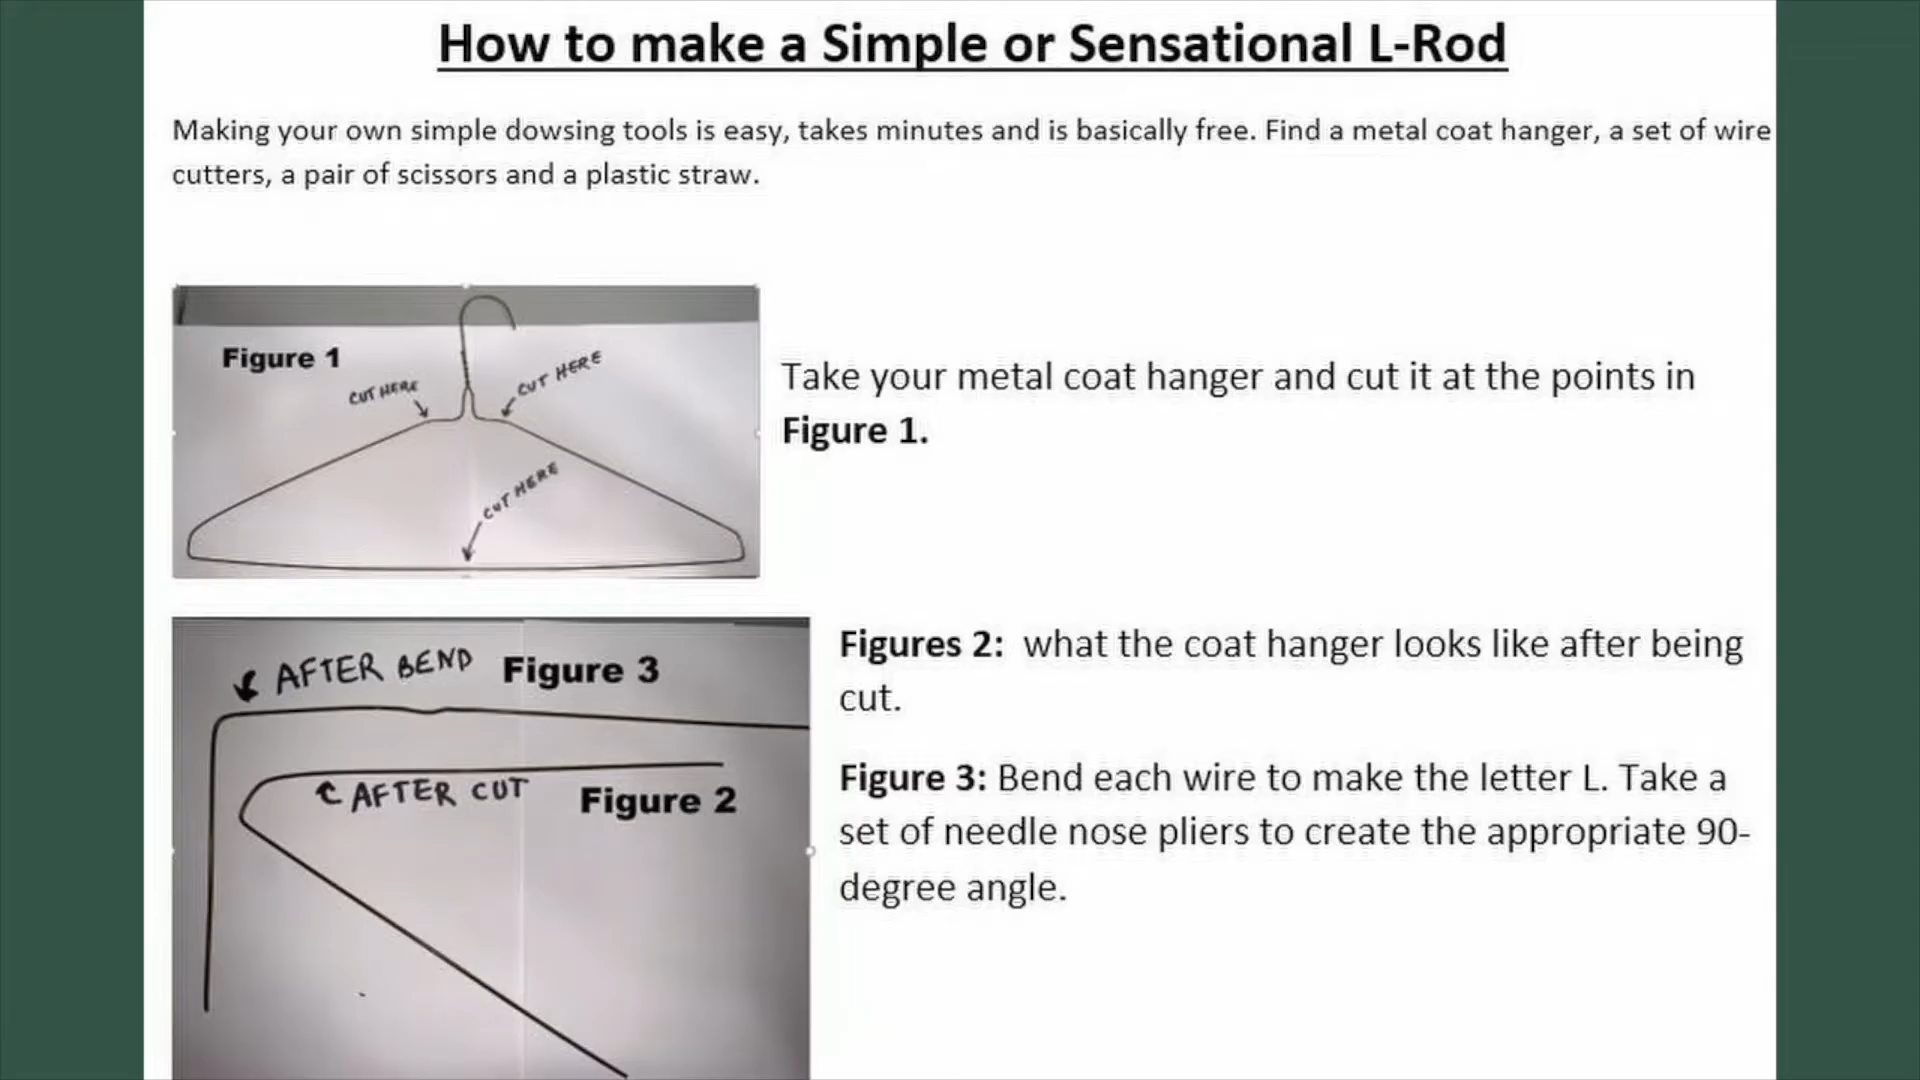 How to make a Simple or Sensational L-Rod
Making your own simple dowsing tools is easy, takes minutes and is basically free. Find a metal coat hanger, a set of wire
cutters, a pair of scissors and a plastic straw.
Figure 1
CUT HERE
CUT HERE
CUT HERE
Take your metal coat hanger and cut it at the points in
Figure 1.
AFTER BEND
Figure 3
AFTER CUT
Figure 2
Figures 2: what the coat hanger looks like after being
cut.
Figure 3: Bend each wire to make the letter L. Take a
set of needle nose pliers to create the appropriate 90-
degree angle.